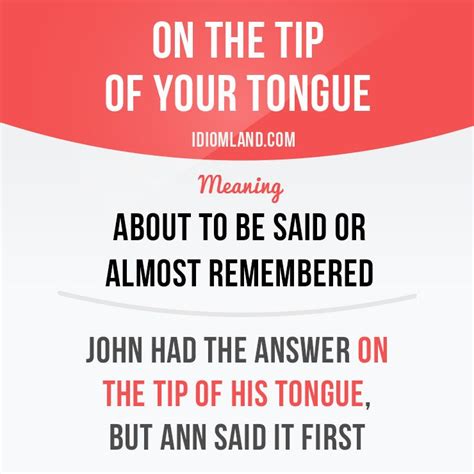 ON THE TIP
OF YOUR TONGUE
IDIOMLAND.COM
Meaning
ABOUT TO BE SAID OR
ALMOST REMEMBERED
JOHN HAD THE ANSWER ON
THE TIP OF HIS TONGUE,
BUT ANN SAID IT FIRST